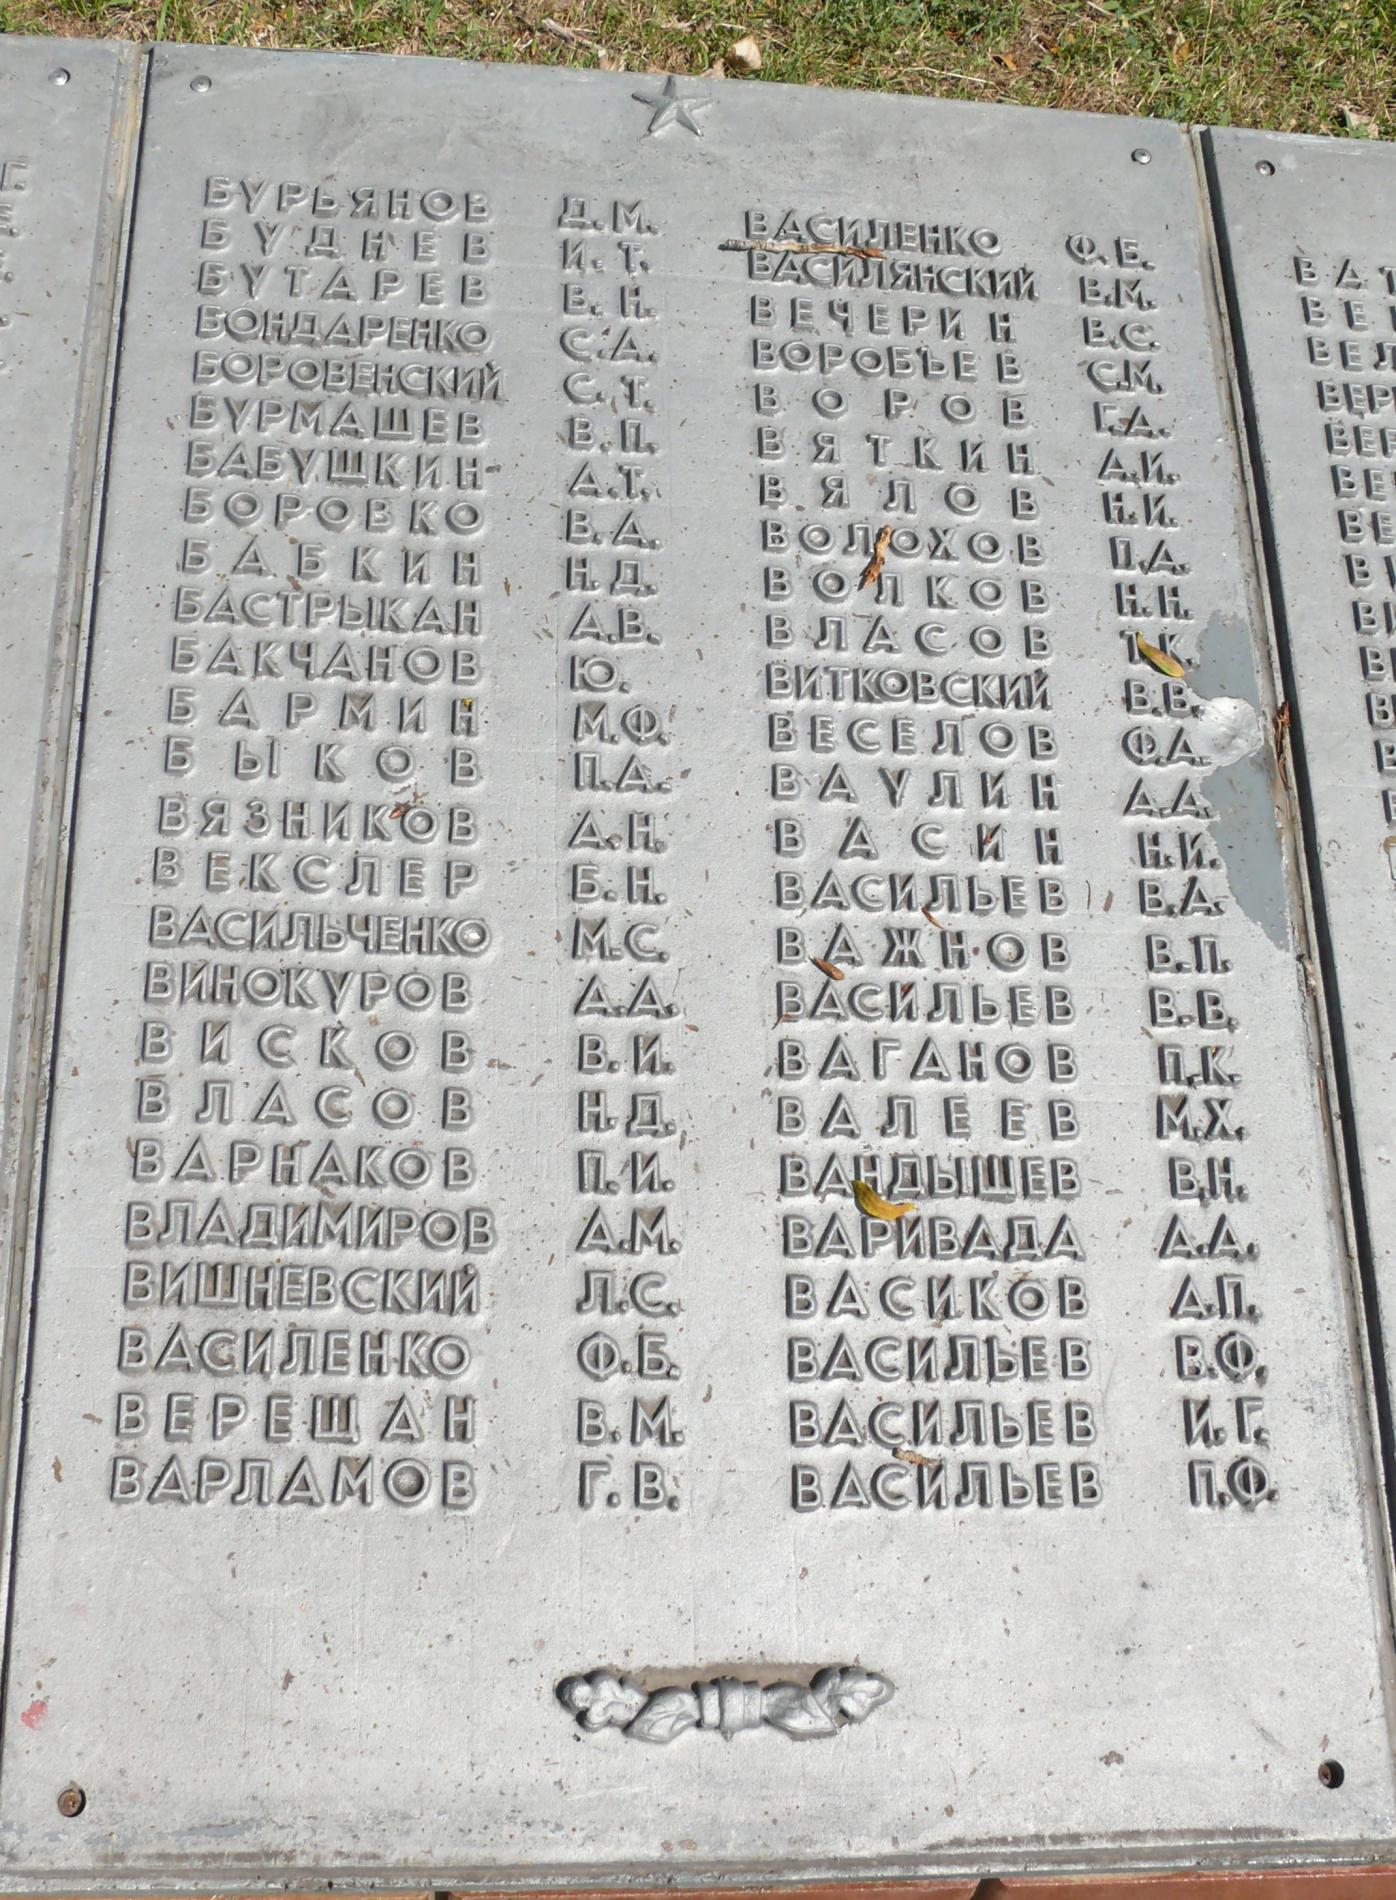 БУРЬЯНОВ Д.М.
БУДНЕВ И.Т.
БУТАРЕВ В.Н.
БОНДАРЕНКО С.А.
БОРОВЕНСКИЙ С.Т.
БУРМАШЕВ В.П.
БАБУШКИН А.Т.
БОРОВКО В.А.
БАБКИН Н.Д.
БАСТРЫКАН А.В.
БАКЧАНОВ Ю.
БАРМИН М.Ф.
БЫКОВ П.А.
ВЯЗНИКОВ А.Н.
ВЕКСЛЕР Б.Н.
ВАСИЛЬЧЕНКО М.С.
ВИНОКУРОВ А.А.
ВИСКОВ В.И.
ВЛАСОВ Н.Д.
ВАРНАКОВ П.И.
ВЛАДИМИРОВ А.М.
ВИШНЕВСКИЙ Л.С.
ВАСИЛЕНКО Ф.Б.
ВЕРЕЩАН В.М.
ВАРЛАМОВ Г.В.
ВАСИЛЕНКО Ф.Б.
ВАСИЛЯНСКИЙ В.М.
ВЕЧЕРИН В.С.
ВОРОБЬЕВ С.М.
ВОРОВ Г.А.
ВЯТКИН А.И.
ВЯЛОВ Н.И.
ВОЛОХОВ П.А.
ВОЛКОВ Н.Н.
ВЛАСОВ Т.К.
ВИТКОВСКИЙ В.В.
ВЕСЕЛОВ Ф.А.
ВАУЛИН А.А.
ВАСИН Н.И.
ВАСИЛЬЕВ В.А.
ВАЖНОВ В.П.
ВАСИЛЬЕВ В.В.
ВАГАНОВ П.К.
ВАЛЕЕВ М.Х.
ВАНДЫШЕВ В.Н.
ВАРИВАДА А.А.
ВАСИКОВ А.П.
ВАСИЛЬЕВ В.Ф.
ВАСИЛЬЕВ И.Г.
ВАСИЛЬЕВ П.Ф.